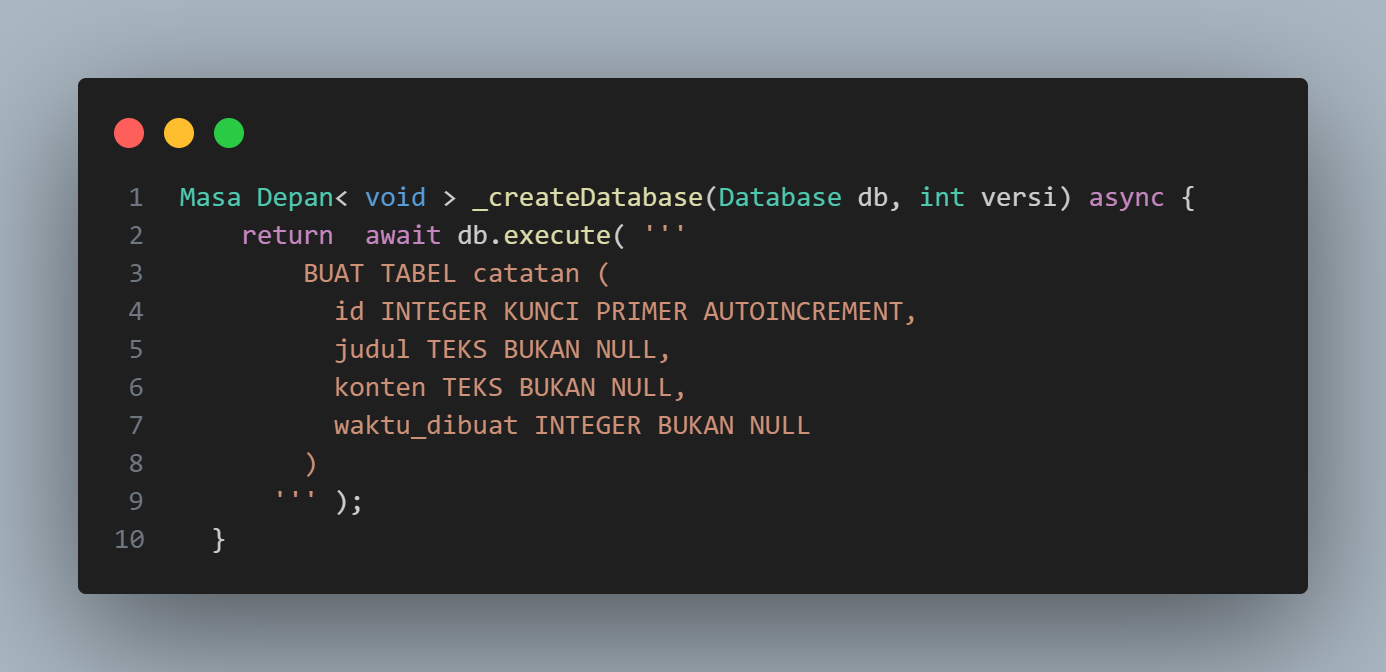 1 Masa Depan< void > _createDatabase(Database db, int versi) async {
2 return  await db.execute( '''
3 BUAT TABEL catatan (
4 id INTEGER KUNCI PRIMER AUTOINCREMENT,
5 judul TEKS BUKAN NULL,
6 konten TEKS BUKAN NULL,
7 waktu_dibuat INTEGER BUKAN NULL
8 )
9 ''' );
10 }